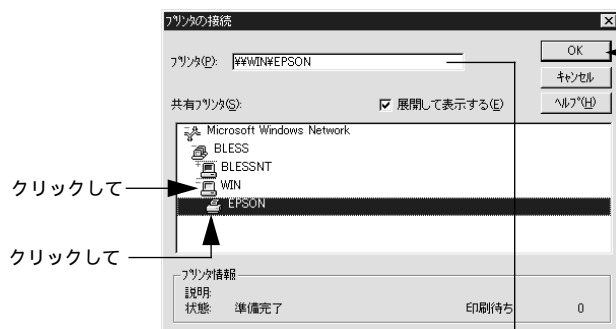 プリンタの接続
プリンタ(P): ¥¥WIN¥EPSON
OK
キャンセル
ヘルプ(H)
共有プリンタ(S):
展開して表示する(E)
Microsoft Windows Network
BLESS
BLESSNT
WIN
EPSON
クリックして
クリックして
プリンタ情報
説明:
状態: 準備完了 印刷待ち 0